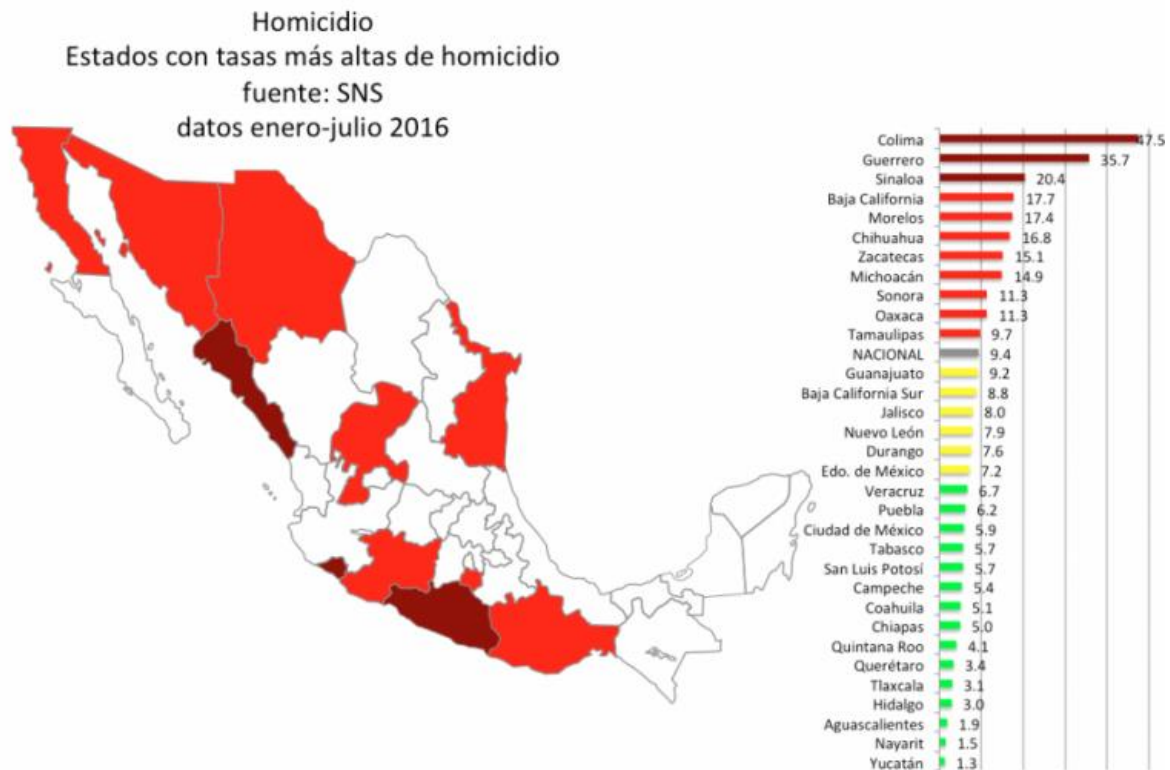 Homicidio
Estados con tasas más altas de homicidio
fuente: SNS
datos enero-julio 2016
Colima 47.5
Guerrero 35.7
Sinaloa 20.4
Baja California 17.7
Morelos 17.4
Chihuahua 16.8
Zacatecas 15.1
Michoacán 14.9
Sonora 11.3
Oaxaca 11.3
Tamaulipas 9.7
NACIONAL 9.4
Guanajuato 9.2
Baja California Sur 8.8
Jalisco 8.0
Nuevo León 7.9
Durango 7.6
Edo. de México 7.2
Veracruz 6.7
Puebla 6.2
Ciudad de México 5.9
Tabasco 5.7
San Luis Potosí 5.7
Campeche 5.4
Coahuila 5.1
Chiapas 5.0
Quintana Roo 4.1
Querétaro 3.4
Tlaxcala 3.1
Hidalgo 3.0
Aguascalientes 1.9
Nayarit 1.5
Yucatán 1.3